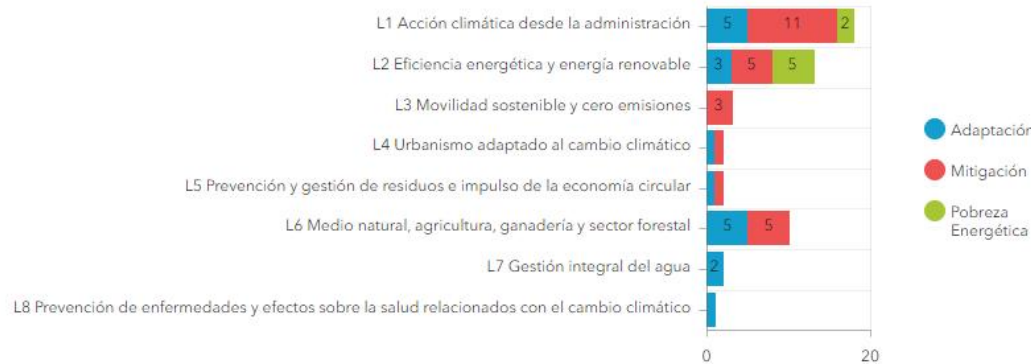 L1 Acción climática desde la administración
5 11 2
L2 Eficiencia energética y energía renovable
3 5 5
L3 Movilidad sostenible y cero emisiones
3
L4 Urbanismo adaptado al cambio climático
L5 Prevención y gestión de residuos e impulso de la economía circular
L6 Medio natural, agricultura, ganadería y sector forestal
5 5
L7 Gestión integral del agua
2
L8 Prevención de enfermedades y efectos sobre la salud relacionados con el cambio climático
0 20
Adaptación
Mitigación
Pobreza
Energética